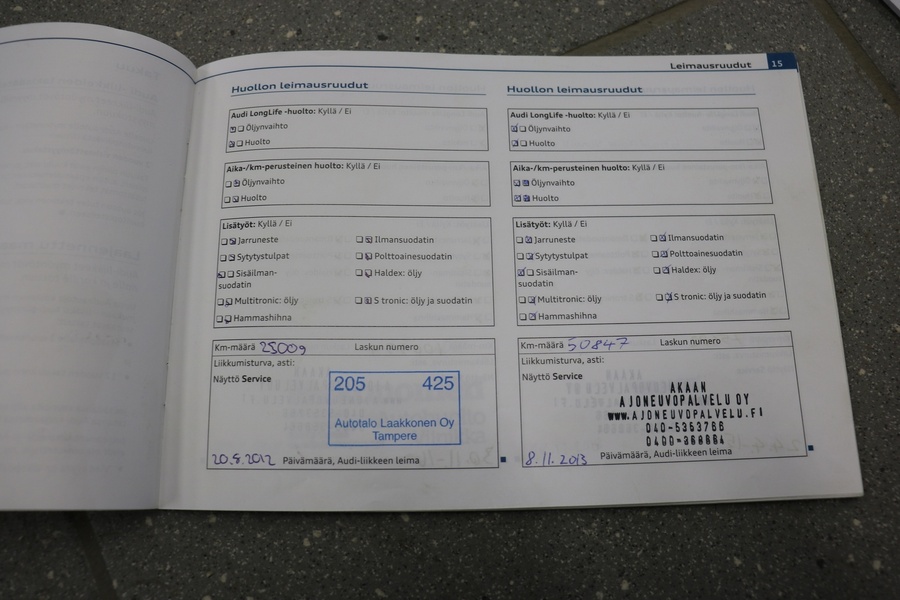 Leimausruudut 15
Huollon leimausruudut
Audi LongLife -huolto: Kyllä / Ei
Öljynvaihto
Huolto
Aika-/km-perusteinen huolto: Kyllä / Ei
Öljynvaihto
Huolto
Lisätyöt: Kyllä / Ei
Jarruneste Ilmansuodatin
Sytytystulpat Polttoainesuodatin
Sisäilman- Haldex: öljy
suodatin
Multitronic: öljy S tronic: öljy ja suodatin
Hammashihna
Km-määrä 25009 Laskun numero
Liikkumisturva, asti:
Näyttö Service
205 425
Autotalo Laakkonen Oy
Tampere
20.5.2012 Päivämäärä, Audi-liikkeen leima
Huollon leimausruudut
Audi LongLife -huolto: Kyllä / Ei
Öljynvaihto
Huolto
Aika-/km-perusteinen huolto: Kyllä / Ei
Öljynvaihto
Huolto
Lisätyöt: Kyllä / Ei
Jarruneste Ilmansuodatin
Sytytystulpat Polttoainesuodatin
Sisäilman- Haldex: öljy
suodatin
Multitronic: öljy S tronic: öljy ja suodatin
Hammashihna
Km-määrä 50847 Laskun numero
Liikkumisturva, asti:
Näyttö Service
AKAAN
AJONEUVOPALVELU OY
www.AJONEUVOPALVELU.FI
040-5353766
8.11.2013 Päivämäärä, Audi-liikkeen leima